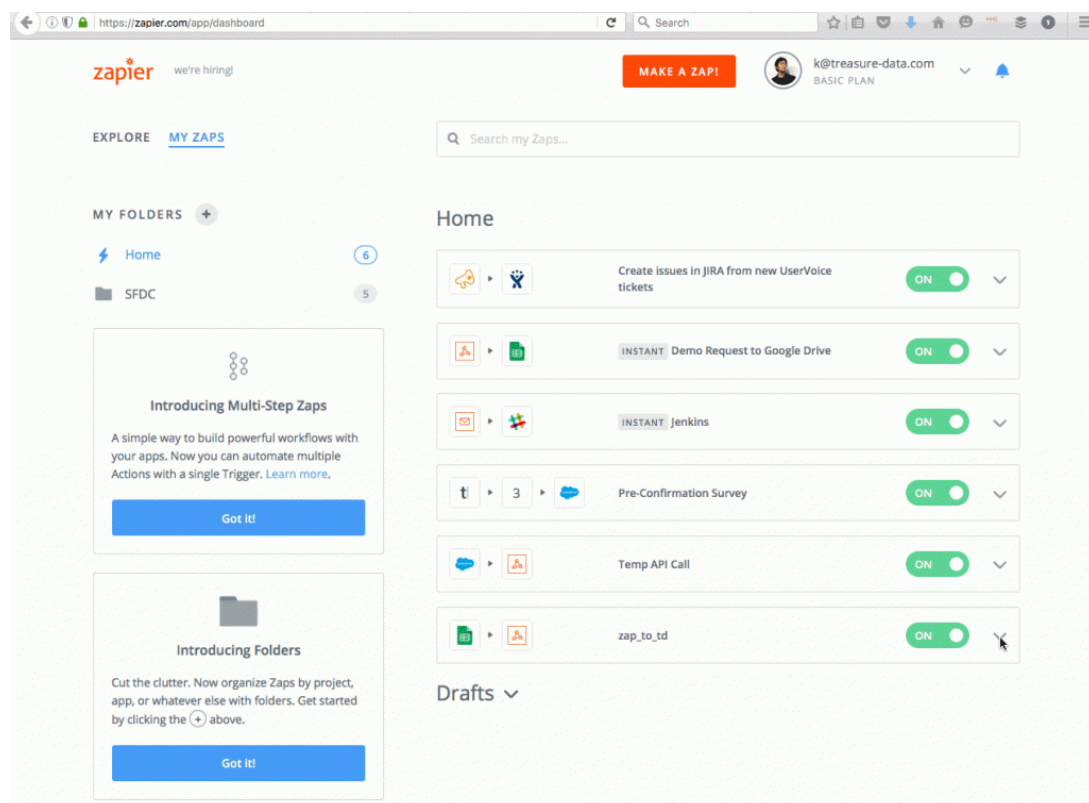 https://zapier.com/app/dashboard
Search
zapier
we're hiring!
MAKE A ZAP!
k@treasure-data.com
BASIC PLAN
EXPLORE
MY ZAPS
Search my Zaps...
MY FOLDERS +
Home
6
SFDC
5
Introducing Multi-Step Zaps
A simple way to build powerful workflows with
your apps. Now you can automate multiple
Actions with a single Trigger. Learn more.
Got it!
Introducing Folders
Cut the clutter. Now organize Zaps by project,
app, or whatever else with folders. Get started
by clicking the + above.
Got it!
Home
Create issues in JIRA from new UserVoice
tickets
ON
INSTANT Demo Request to Google Drive
ON
INSTANT Jenkins
ON
t 3
Pre-Confirmation Survey
ON
Temp API Call
ON
zap_to_td
ON
Drafts